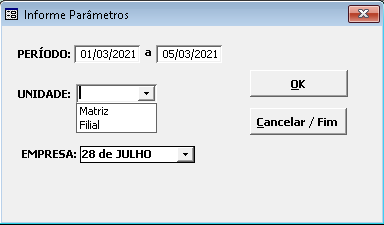 Informe Parâmetros
PERÍODO: 01/03/2021 a 05/03/2021
UNIDADE:
Matriz
Filial
OK
Cancelar / Fim
EMPRESA: 28 de JULHO